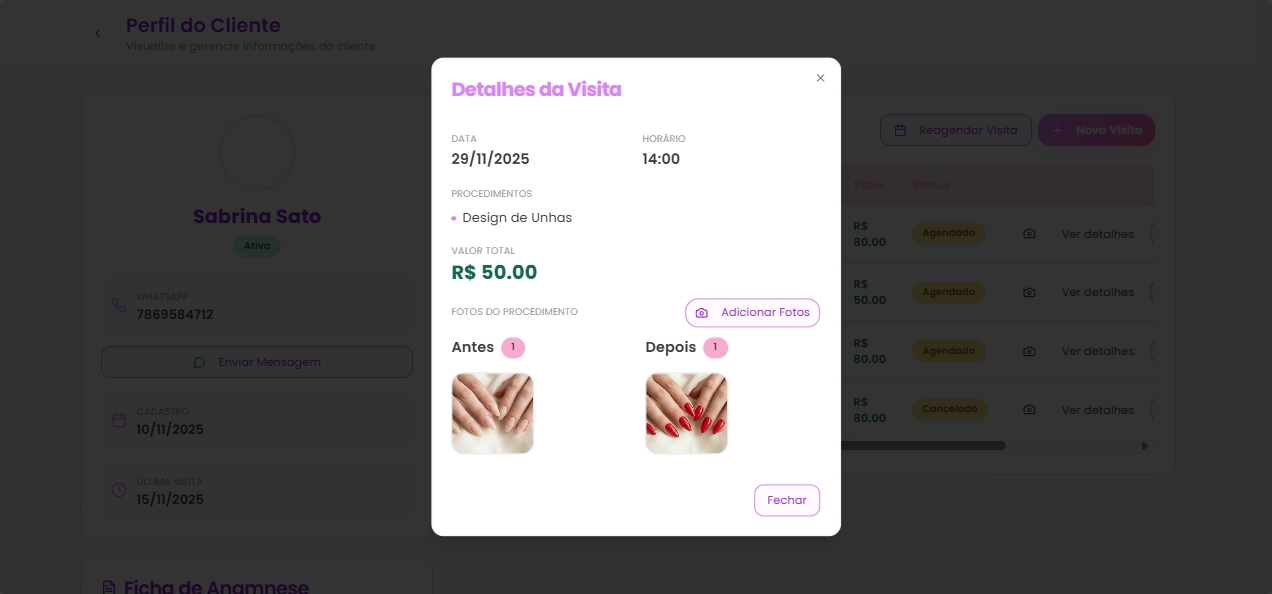 Perfil do Cliente
Visualize e gerencie informações do cliente
Detalhes da Visita
DATA
29/11/2025
HORÁRIO
14:00
PROCEDIMENTOS
Design de Unhas
VALOR TOTAL
R$ 50.00
FOTOS DO PROCEDIMENTO
Adicionar Fotos
Antes 1
Depois 1
Fechar
Sabrina Sato
Ativa
WHATSAPP
7869584712
Enviar Mensagem
CADASTRO
10/11/2025
ÚLTIMA VISITA
15/11/2025
Ficha de Anamnese
Reagendar Visita
+ Nova Visita
Valor Status
R$ 80.00 Agendado Ver detalhes
R$ 50.00 Agendado Ver detalhes
R$ 80.00 Agendado Ver detalhes
R$ 80.00 Cancelado Ver detalhes